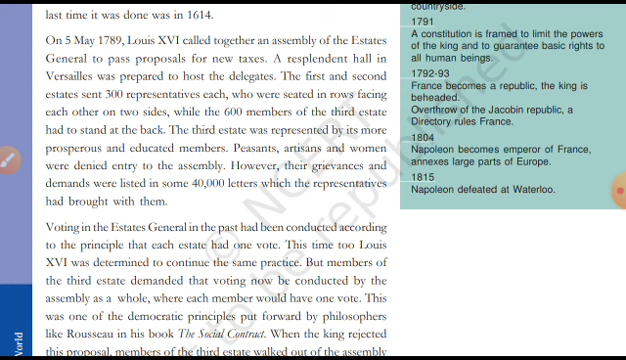 last time it was done was in 1614.
On 5 May 1789, Louis XVI called together an assembly of the Estates
General to pass proposals for new taxes. A resplendent hall in
Versailles was prepared to host the delegates. The first and second
estates sent 300 representatives each, who were seated in rows facing
each other on two sides, while the 600 members of the third estate
had to stand at the back. The third estate was represented by its more
prosperous and educated members. Peasants, artisans and women
were denied entry to the assembly. However, their grievances and
demands were listed in some 40,000 letters which the representatives
had brought with them.
Voting in the Estates General in the past had been conducted according
to the principle that each estate had one vote. This time too Louis
XVI was determined to continue the same practice. But members of
the third estate demanded that voting now be conducted by the
assembly as a whole, where each member would have one vote. This
was one of the democratic principles put forward by philosophers
like Rousseau in his book The Social Contract. When the king rejected
this proposal, members of the third estate walked out of the assembly
countryside.
1791
A constitution is framed to limit the powers
of the king and to guarantee basic rights to
all human beings.
1792-93
France becomes a republic, the king is
beheaded.
Overthrow of the Jacobin republic, a
Directory rules France.
1804
Napoleon becomes emperor of France,
annexes large parts of Europe.
1815
Napoleon defeated at Waterloo.
World
© NCERT
to be republished